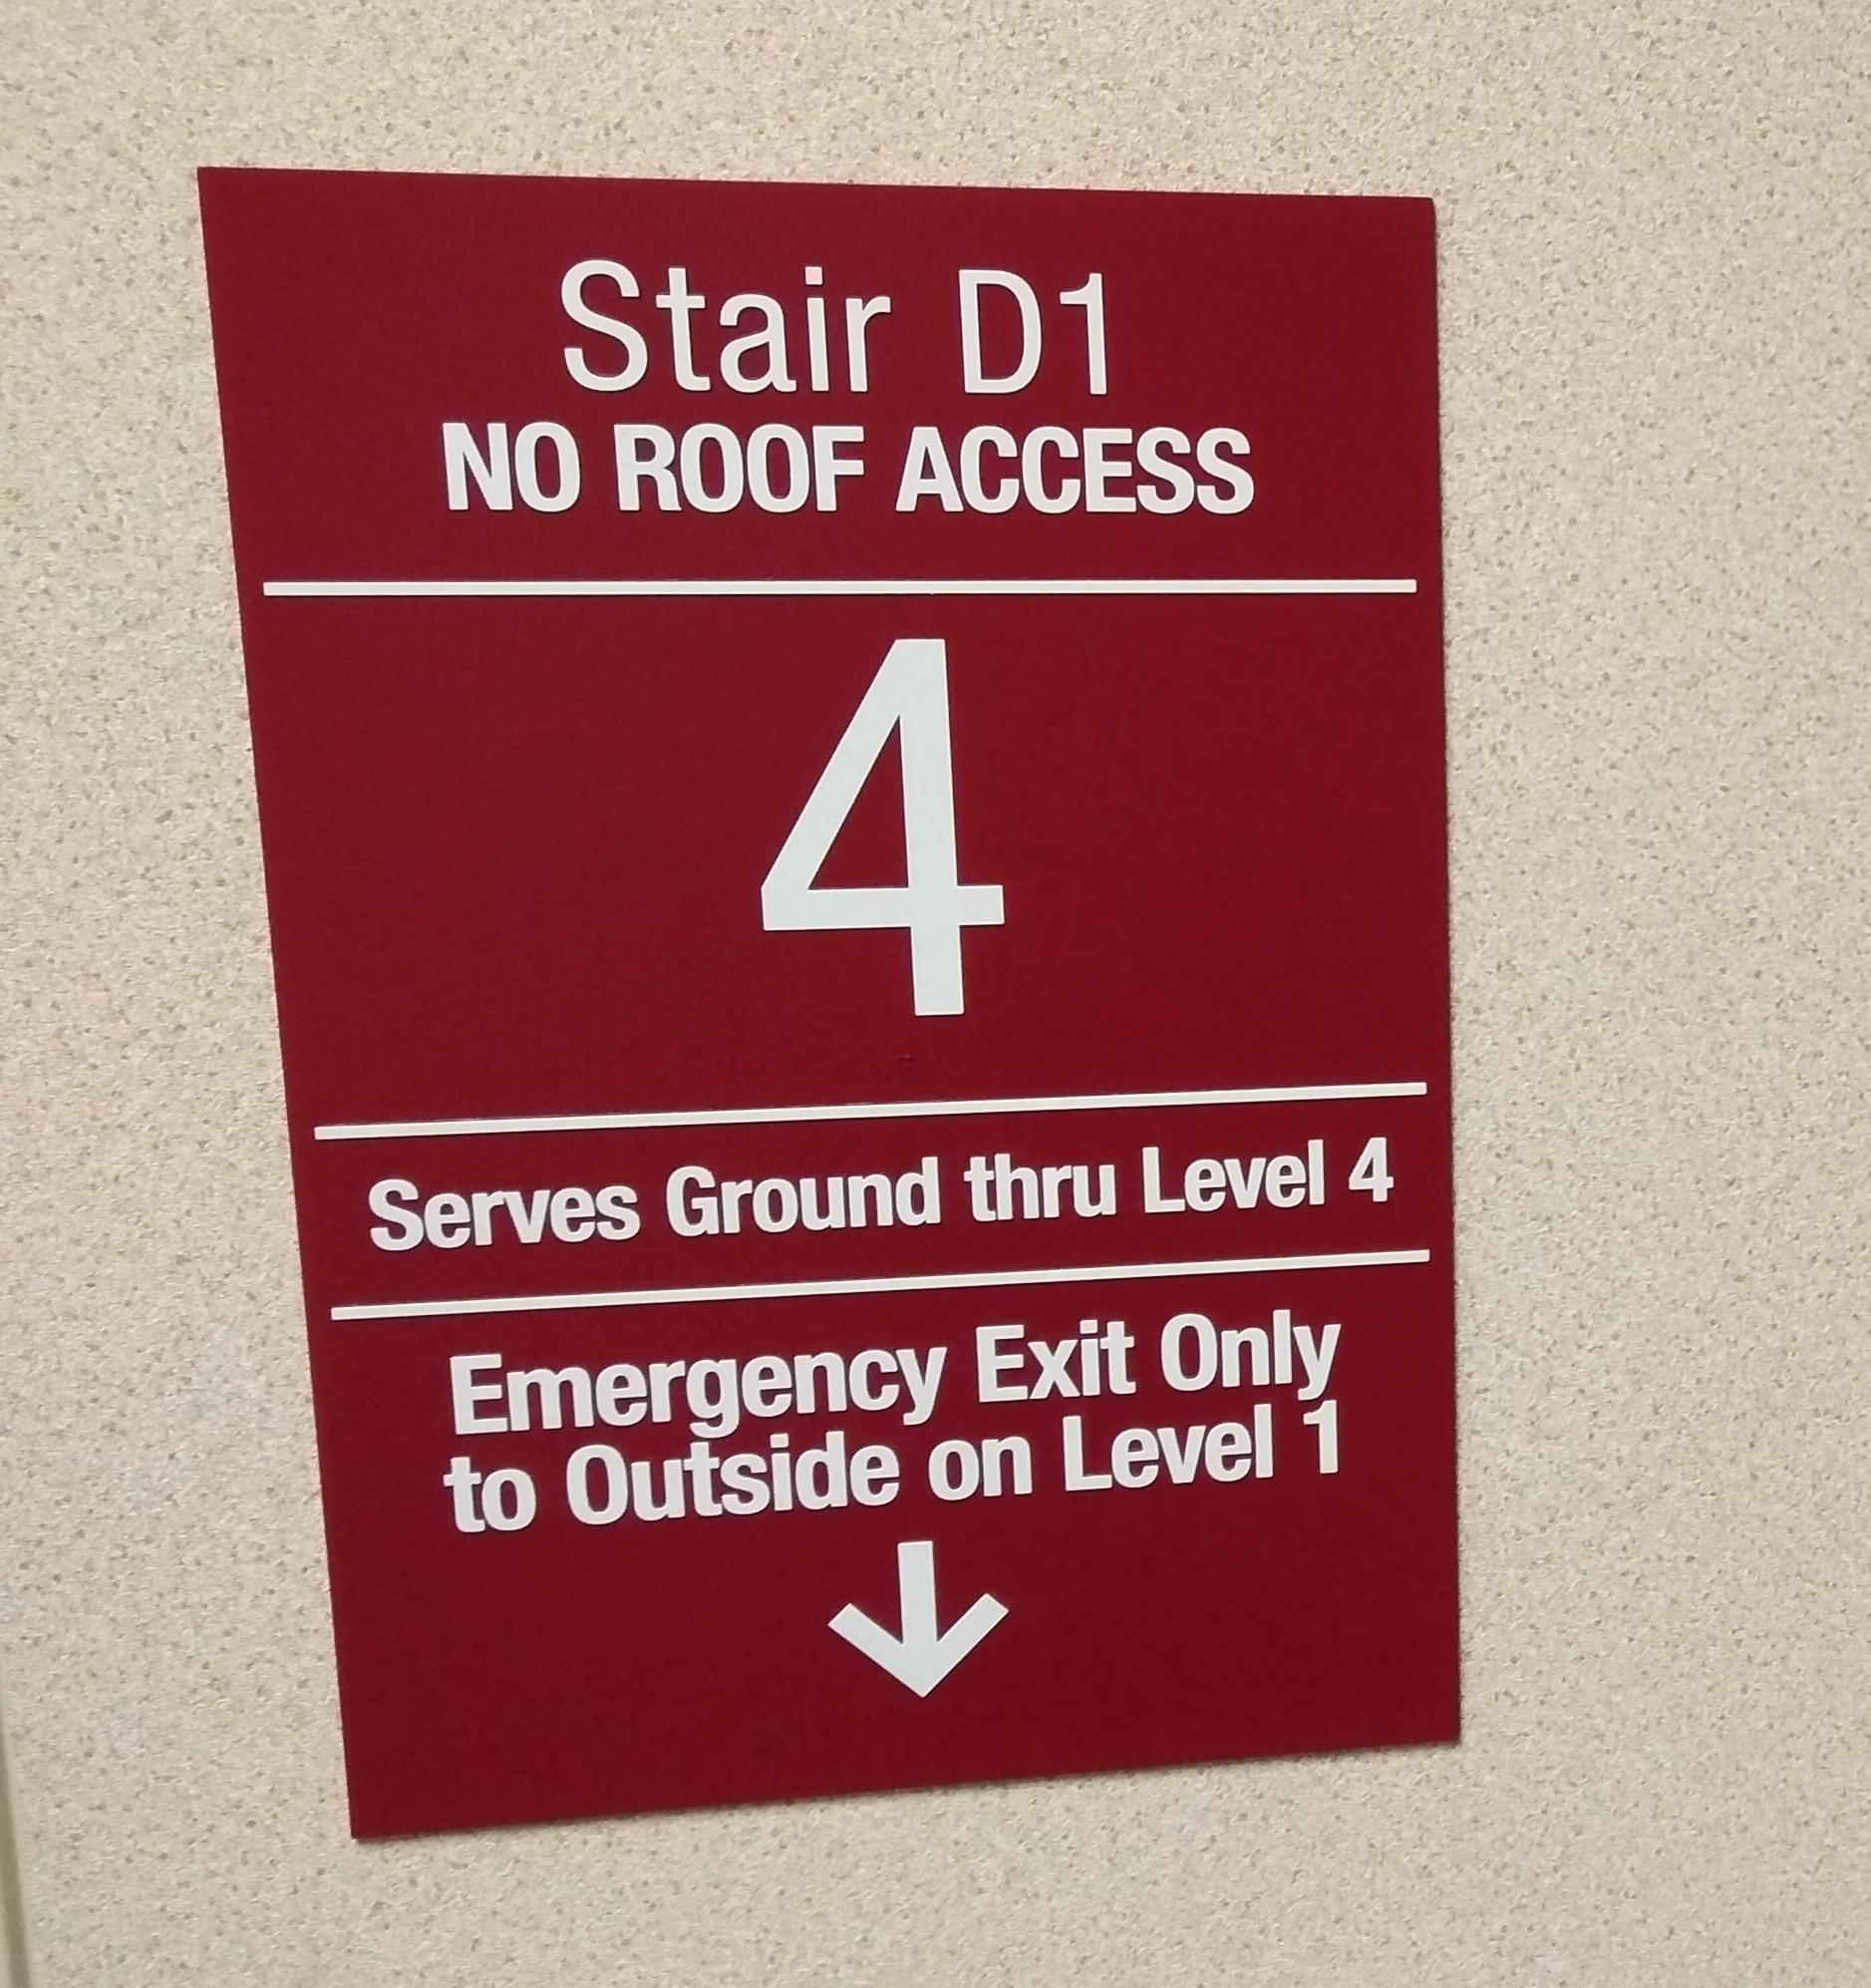 Stair D1
NO ROOF ACCESS
4
Serves Ground thru Level 4
Emergency Exit Only
to Outside on Level 1